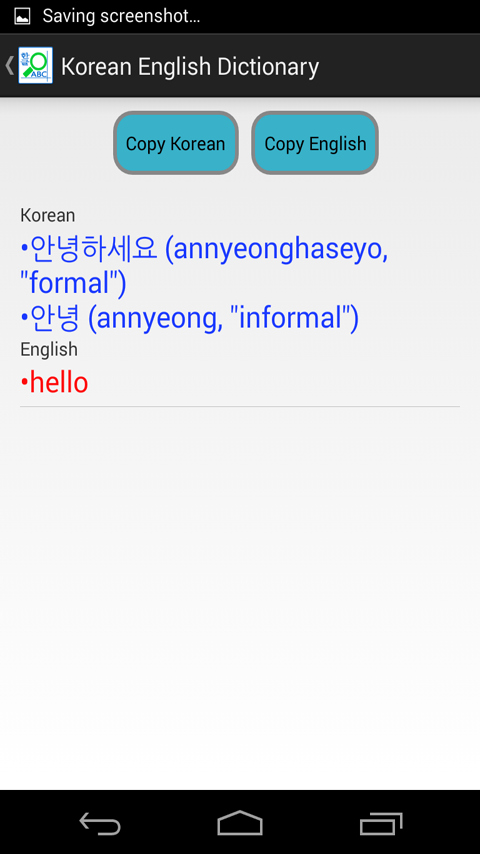 Saving screenshot...
Korean English Dictionary
Copy Korean
Copy English
Korean
•안녕하세요 (annyeonghaseyo,
"formal")
•안녕 (annyeong, "informal")
English
•hello